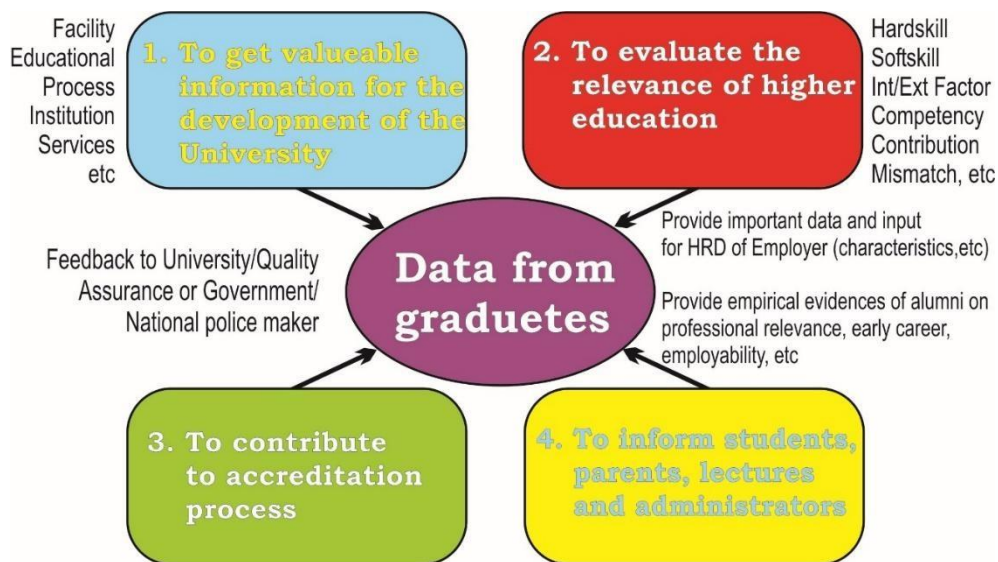 Facility
Educational
Process
Institution
Services
etc
1. To get valueable
information for the
development of the
University
2. To evaluate the
relevance of higher
education
Hardskill
Softskill
Int/Ext Factor
Competency
Contribution
Mismatch, etc
Feedback to University/Quality
Assurance or Government/
National police maker
Data from
graduetes
Provide important data and input
for HRD of Employer (characteristics,etc)
Provide empirical evidences of alumni on
professional relevance, early career,
employability, etc
3. To contribute
to accreditation
process
4. To inform students,
parents, lectures
and administrators